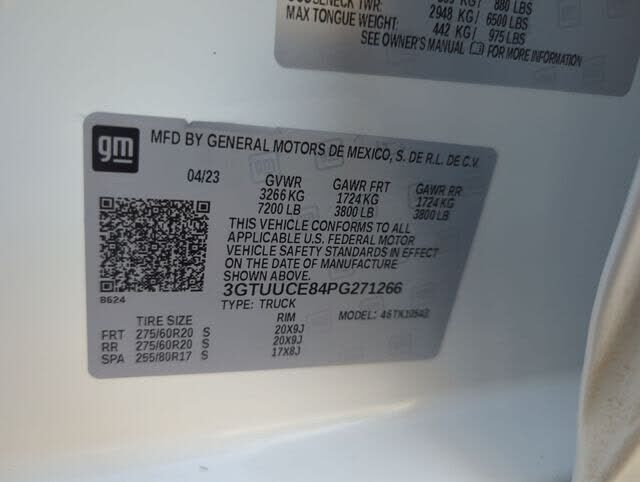 GOOSENECK TWR:
KG / 880 LBS
2948 KG / 6500 LBS
MAX TONGUE WEIGHT:
442 KG / 975 LBS
SEE OWNER'S MANUAL FOR MORE INFORMATION
gm
MFD BY GENERAL MOTORS DE MEXICO, S. DE R.L. DE C.V.
04/23 GVWR GAWR FRT GAWR RR
3266 KG 1724 KG 1724 KG
7200 LB 3800 LB 3800 LB
THIS VEHICLE CONFORMS TO ALL
APPLICABLE U.S. FEDERAL MOTOR
VEHICLE SAFETY STANDARDS IN EFFECT
ON THE DATE OF MANUFACTURE
SHOWN ABOVE.
3GTUUCE84PG271266
8624
TYPE: TRUCK
TIRE SIZE RIM MODEL:
FRT 275/60R20 S 20X9J
RR 275/60R20 S 20X9J
SPA 255/80R17 S 17X8J